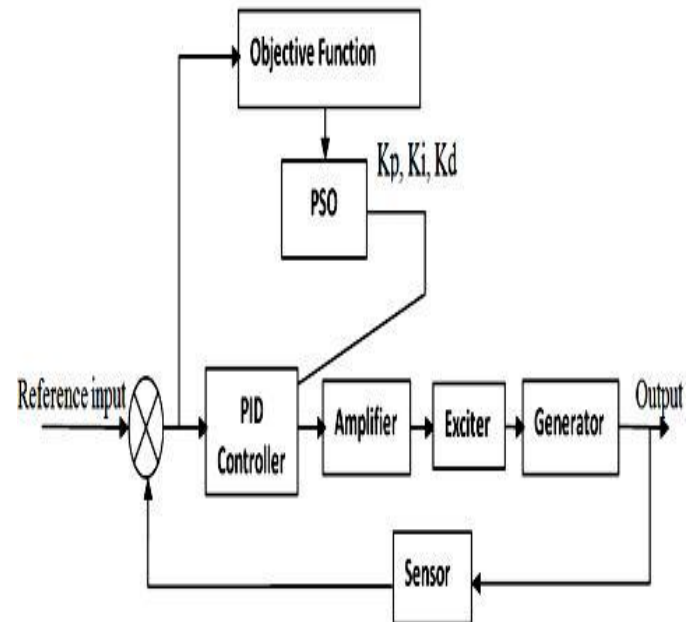 Objective Function
Kp, Ki, Kd
PSO
Reference input
PID
Controller
Amplifier
Exciter
Generator
Output
Sensor